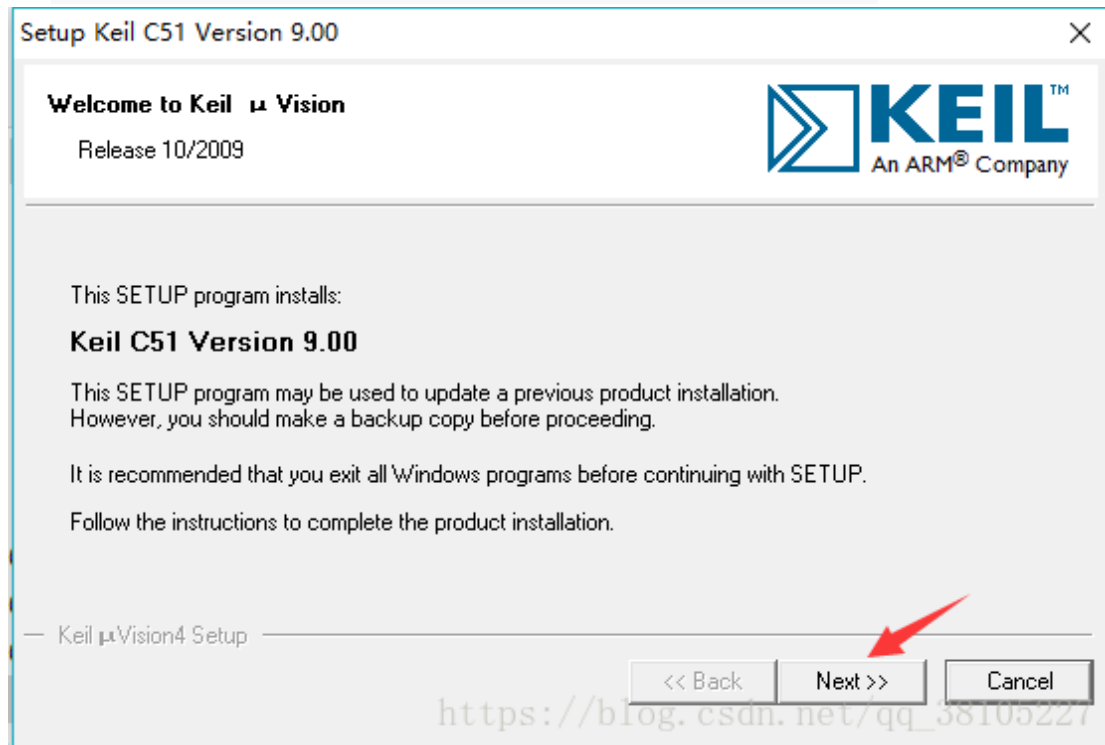 Setup Keil C51 Version 9.00
Welcome to Keil μ Vision
Release 10/2009
KEIL™
An ARM® Company
This SETUP program installs:
Keil C51 Version 9.00
This SETUP program may be used to update a previous product installation.
However, you should make a backup copy before proceeding.
It is recommended that you exit all Windows programs before continuing with SETUP.
Follow the instructions to complete the product installation.
Keil μVision4 Setup
<< Back
Next >>
Cancel
https://blog.csdn.net/qq_38105227